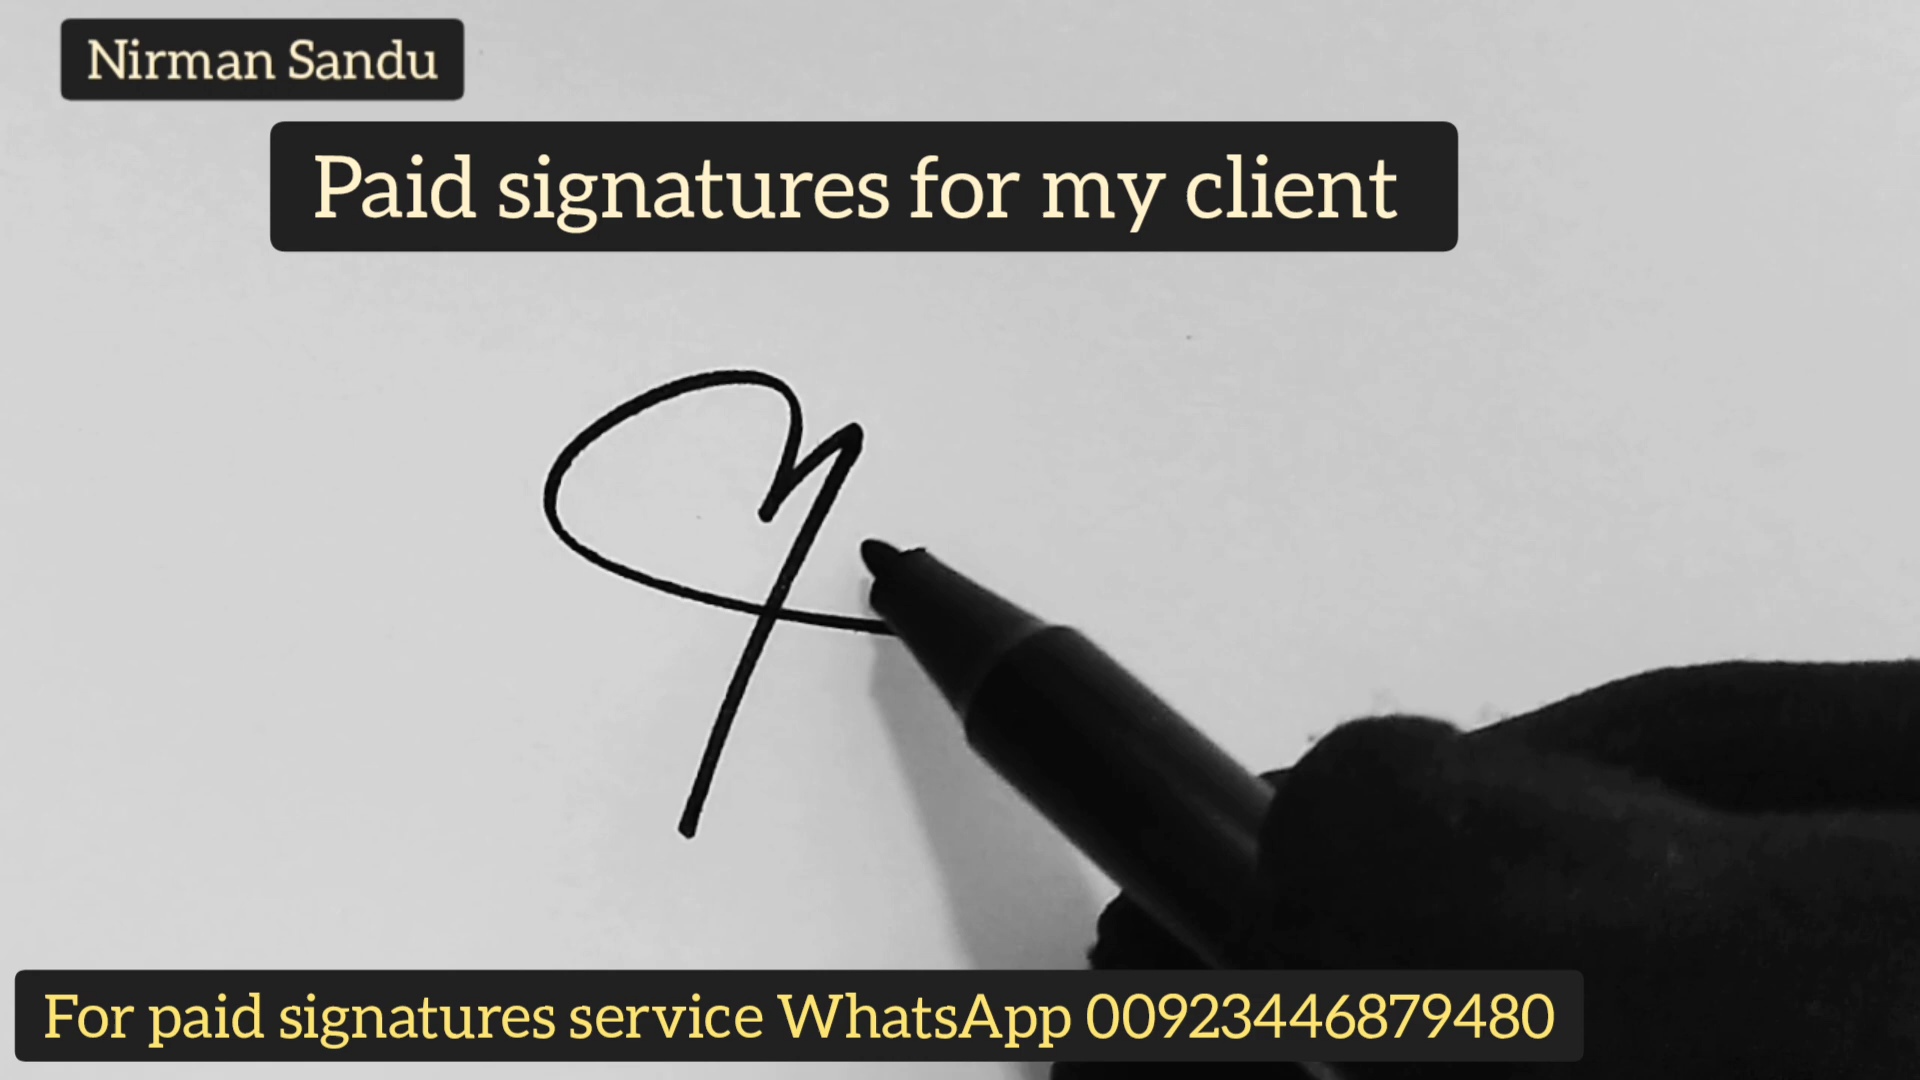 Nirman Sandu
Paid signatures for my client
For paid signatures service WhatsApp 00923446879480